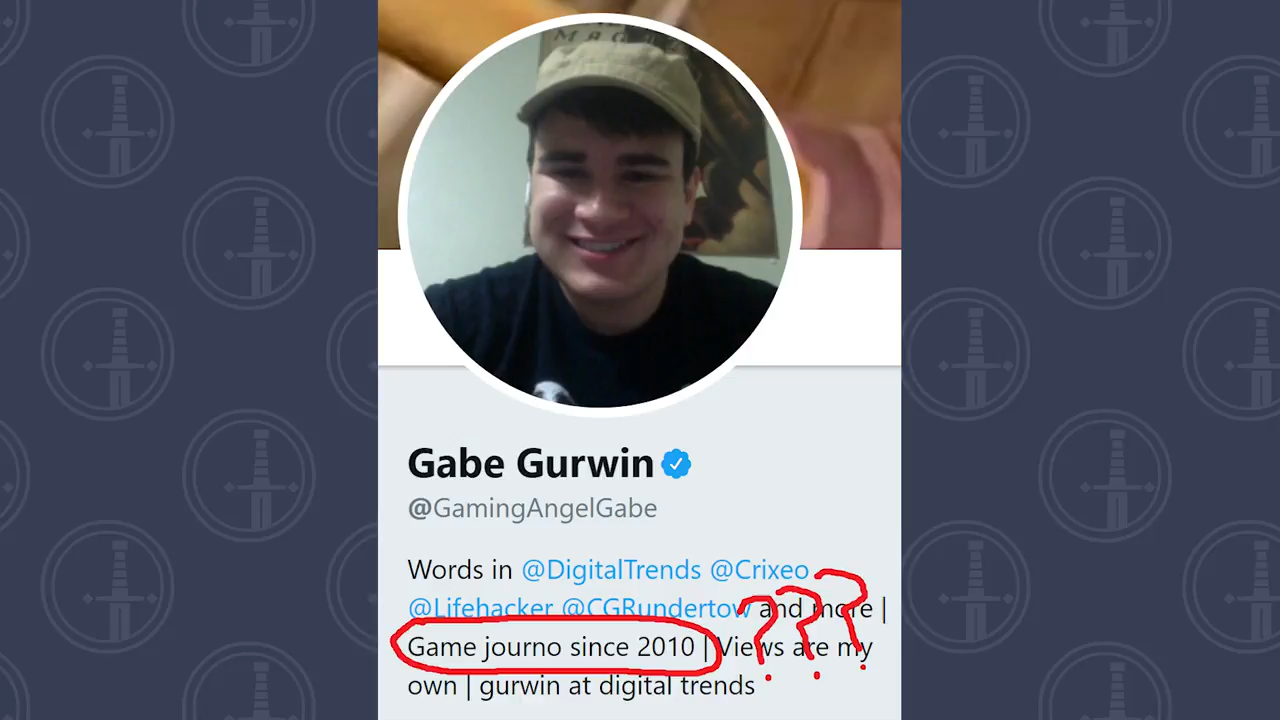 MAG
Gabe Gurwin
@GamingAngelGabe
Words in @DigitalTrends @Crixeo
@Lifehacker @CGRundertow and more |
Game journo since 2010 | Views are my
own | gurwin at digital trends
???